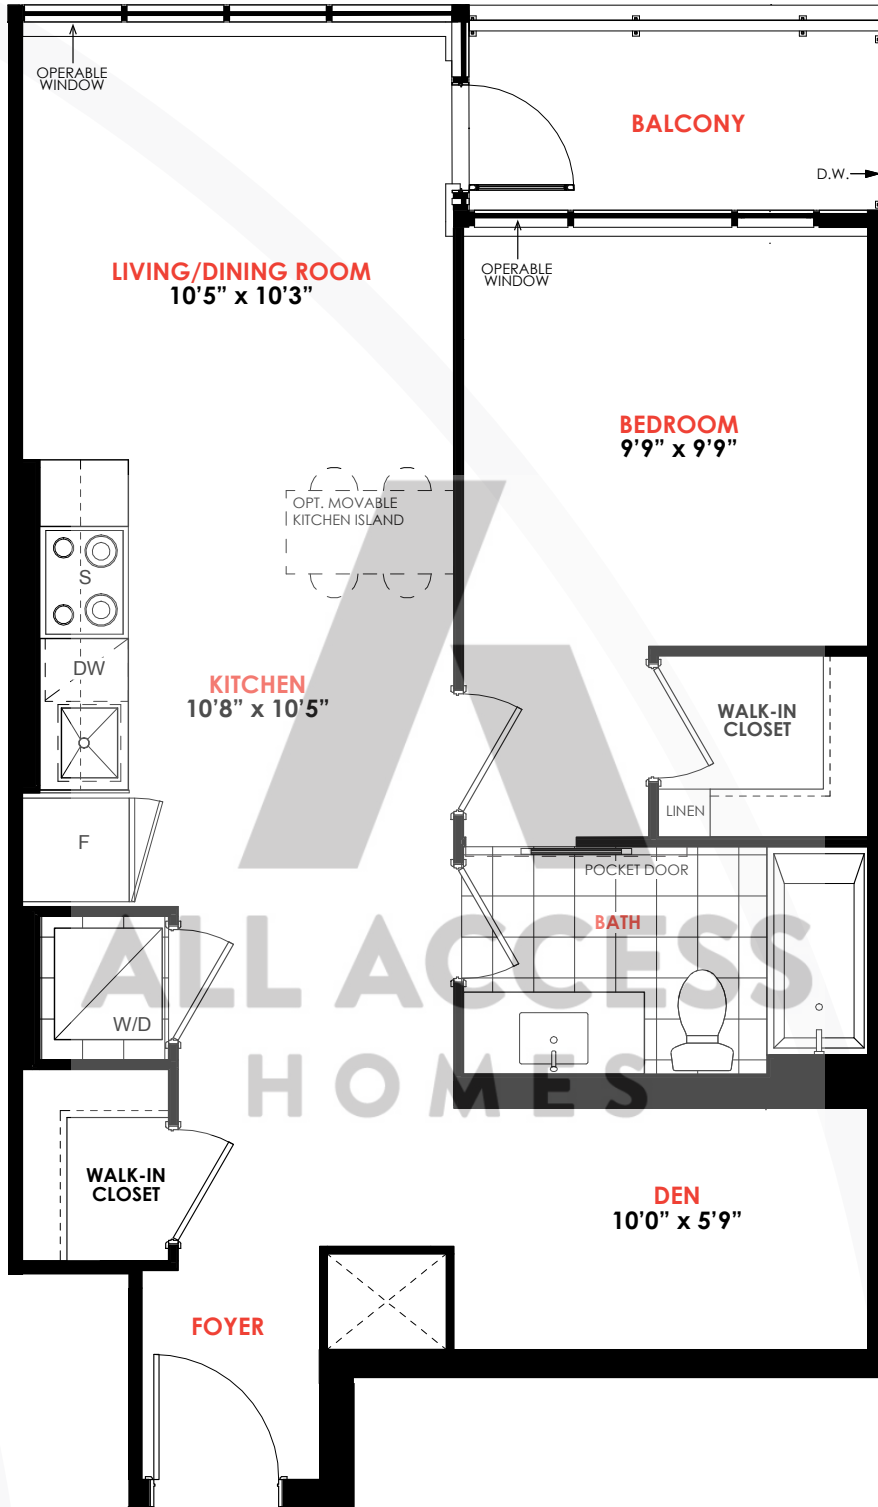 OPERABLE
WINDOW
BALCONY
D.W.
LIVING/DINING ROOM
10'5" x 10'3"
OPERABLE
WINDOW
BEDROOM
9'9" x 9'9"
OPT. MOVABLE
KITCHEN ISLAND
S
DW
KITCHEN
10'8" x 10'5"
WALK-IN
CLOSET
LINEN
F
POCKET DOOR
BATH
ALL ACCESS
W/D
HOMES
WALK-IN
CLOSET
DEN
10'0" x 5'9"
FOYER